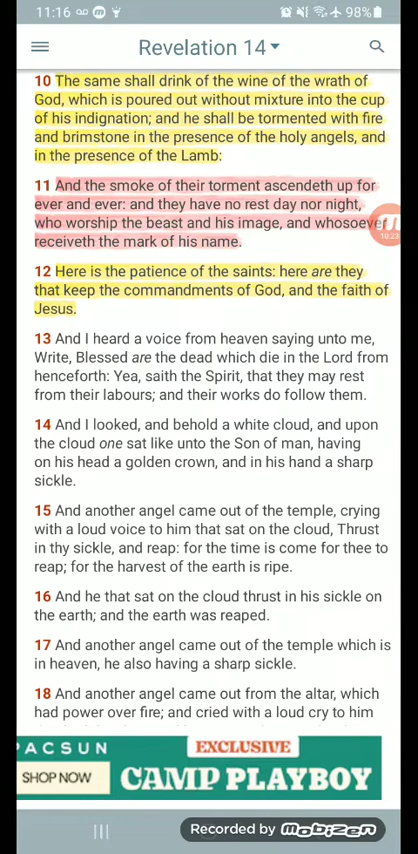 11:16 98%
Revelation 14
10 The same shall drink of the wine of the wrath of
God, which is poured out without mixture into the cup
of his indignation; and he shall be tormented with fire
and brimstone in the presence of the holy angels, and
in the presence of the Lamb:
11 And the smoke of their torment ascendeth up for
ever and ever: and they have no rest day nor night,
who worship the beast and his image, and whosoever
receiveth the mark of his name.
10:23
12 Here is the patience of the saints: here are they
that keep the commandments of God, and the faith of
Jesus.
13 And I heard a voice from heaven saying unto me,
Write, Blessed are the dead which die in the Lord from
henceforth: Yea, saith the Spirit, that they may rest
from their labours; and their works do follow them.
14 And I looked, and behold a white cloud, and upon
the cloud one sat like unto the Son of man, having
on his head a golden crown, and in his hand a sharp
sickle.
15 And another angel came out of the temple, crying
with a loud voice to him that sat on the cloud, Thrust
in thy sickle, and reap: for the time is come for thee to
reap; for the harvest of the earth is ripe.
16 And he that sat on the cloud thrust in his sickle on
the earth; and the earth was reaped.
17 And another angel came out of the temple which is
in heaven, he also having a sharp sickle.
18 And another angel came out from the altar, which
had power over fire; and cried with a loud cry to him
PACSUN
EXCLUSIVE
SHOP NOW
CAMP PLAYBOY
Recorded by mobizen